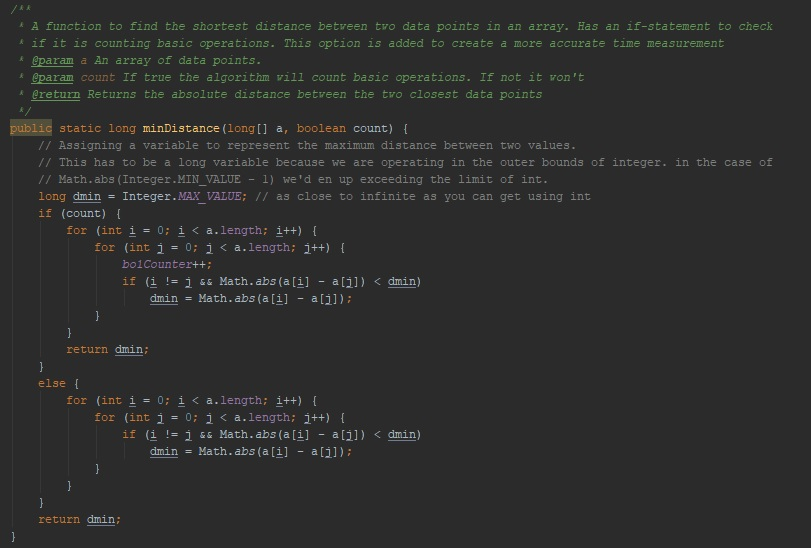 /**
 * A function to find the shortest distance between two data points in an array. Has an if-statement to check
 * if it is counting basic operations. This option is added to create a more accurate time measurement
 * @param a An array of data points.
 * @param count If true the algorithm will count basic operations. If not it won't
 * @return Returns the absolute distance between the two closest data points
 */
public static long minDistance(long[] a, boolean count) {
    // Assigning a variable to represent the maximum distance between two values.
    // This has to be a long variable because we are operating in the outer bounds of integer. in the case of
    // Math.abs(Integer.MIN_VALUE - 1) we'd en up exceeding the limit of int.
    long dmin = Integer.MAX_VALUE; // as close to infinite as you can get using int
    if (count) {
        for (int i = 0; i < a.length; i++) {
            for (int j = 0; j < a.length; j++) {
                bo1Counter++;
                if (i != j && Math.abs(a[i] - a[j]) < dmin)
                    dmin = Math.abs(a[i] - a[j]);
            }
        }
        return dmin;
    }
    else {
        for (int i = 0; i < a.length; i++) {
            for (int j = 0; j < a.length; j++) {
                if (i != j && Math.abs(a[i] - a[j]) < dmin)
                    dmin = Math.abs(a[i] - a[j]);
            }
        }
    }
    return dmin;
}